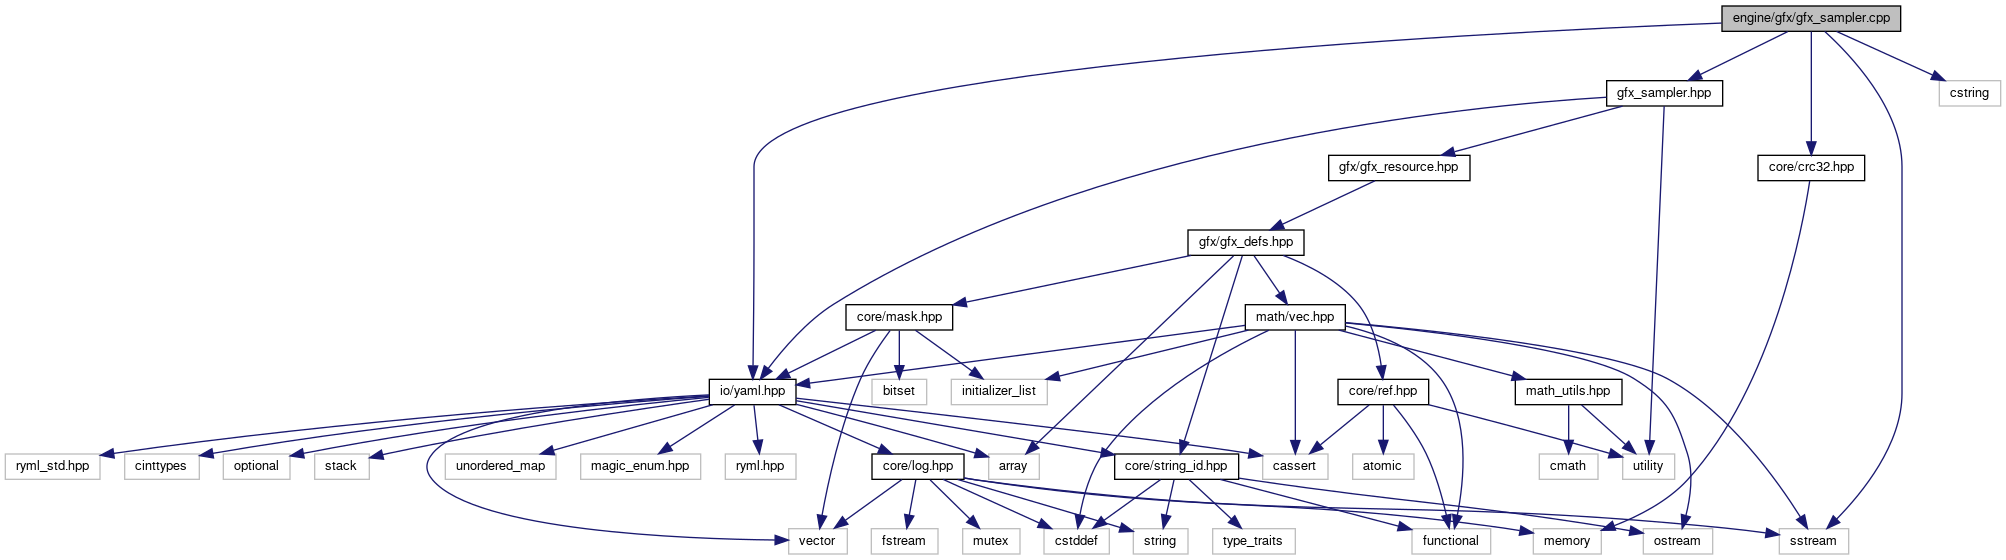 engine/gfx/gfx_sampler.cpp
gfx_sampler.hpp
cstring
gfx/gfx_resource.hpp
core/crc32.hpp
gfx/gfx_defs.hpp
core/mask.hpp
math/vec.hpp
io/yaml.hpp
bitset
initializer_list
core/ref.hpp
math_utils.hpp
ryml_std.hpp
cinttypes
optional
stack
unordered_map
magic_enum.hpp
ryml.hpp
core/log.hpp
array
core/string_id.hpp
cassert
atomic
cmath
utility
vector
fstream
mutex
cstddef
string
type_traits
functional
memory
ostream
sstream